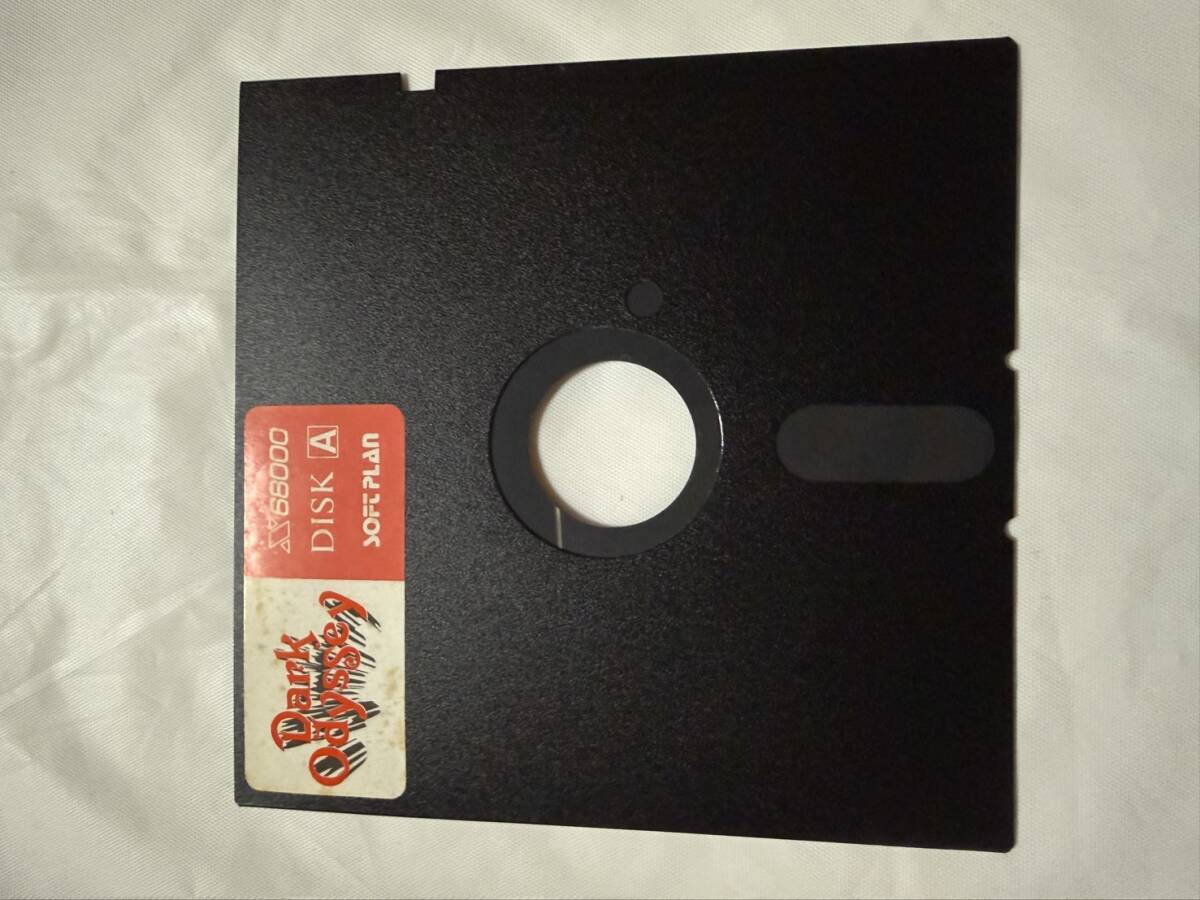 Dark
Odyssey
X68000
DISK A
SOFT PLAN